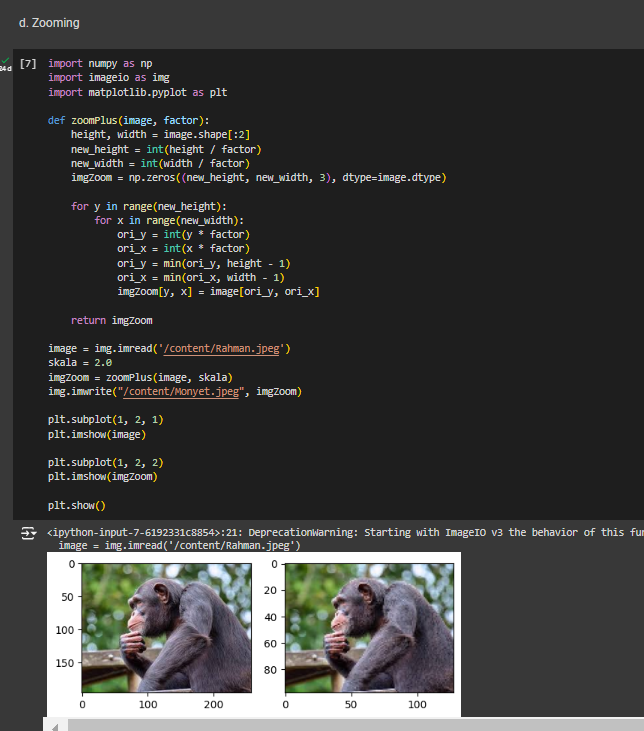 d. Zooming
[7] import numpy as np
24 d import imageio as img
import matplotlib.pyplot as plt
def zoomPlus(image, factor):
    height, width = image.shape[:2]
    new_height = int(height / factor)
    new_width = int(width / factor)
    imgZoom = np.zeros((new_height, new_width, 3), dtype=image.dtype)
    for y in range(new_height):
        for x in range(new_width):
            ori_y = int(y * factor)
            ori_x = int(x * factor)
            ori_y = min(ori_y, height - 1)
            ori_x = min(ori_x, width - 1)
            imgZoom[y, x] = image[ori_y, ori_x]
    return imgZoom
image = img.imread('/content/Rahman.jpeg')
skala = 2.0
imgZoom = zoomPlus(image, skala)
img.imwrite("/content/Monyet.jpeg", imgZoom)
plt.subplot(1, 2, 1)
plt.imshow(image)
plt.subplot(1, 2, 2)
plt.imshow(imgZoom)
plt.show()
<ipython-input-7-6192331c8854>:21: DeprecationWarning: Starting with ImageIO v3 the behavior of this
  image = img.imread('/content/Rahman.jpeg')
0
50
100
150
0 100 200
0
20
40
60
80
0 50 100